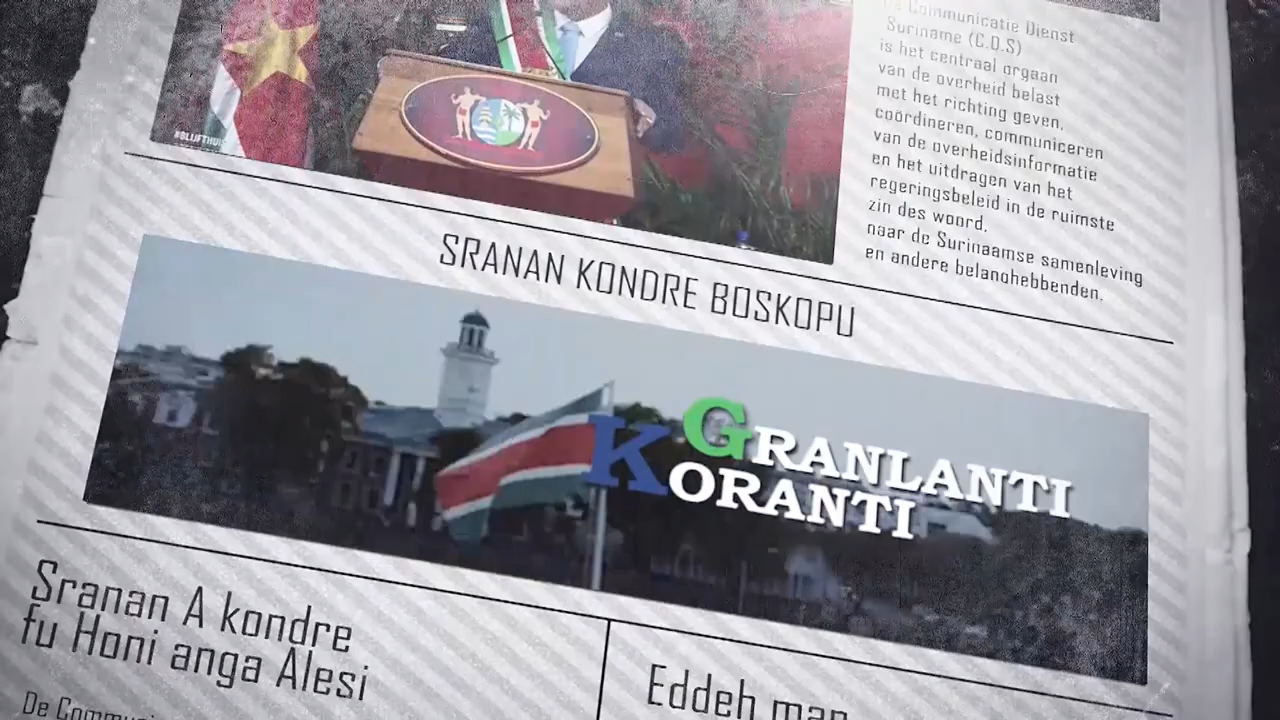 De Communicatie Dienst
Suriname (C.D.S)
is het centraal orgaan
van de overheid belast
met het richting geven,
coördineren, communiceren
van de overheidsinformatie
en het uitdragen van het
regeringsbeleid in de ruimste
zin des woord.
naar de Surinaamse samenleving
en andere belanghebbenden.
SRANAN KONDRE BOSKOPU
GRANLANTI
KORANTI
Sranan A kondre
fu Honi anga Alesi
Eddeh man
De